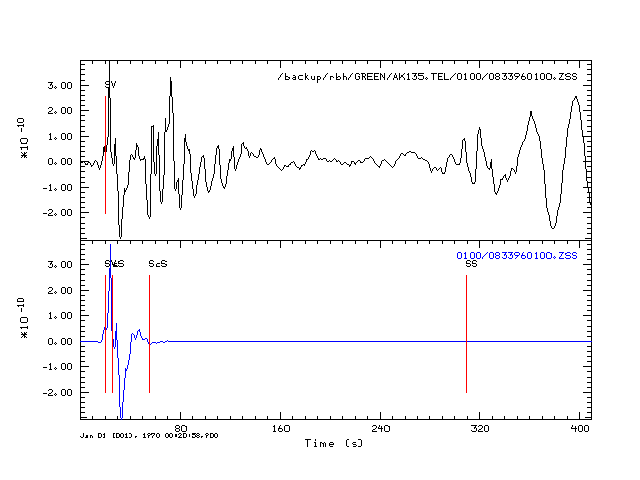 /backup/rbh/GREEN/AK135.TEL/0100/0833960100.ZSS
SV
3.00
2.00
1.00
0.00
-1.00
-2.00
*10 -10
0100/0833960100.ZSS
ScS
SS
3.00
2.00
1.00
0.00
-1.00
-2.00
*10 -10
80
160
240
320
400
Jan 01 (001), 1970 00:20:58.900
Time (s)